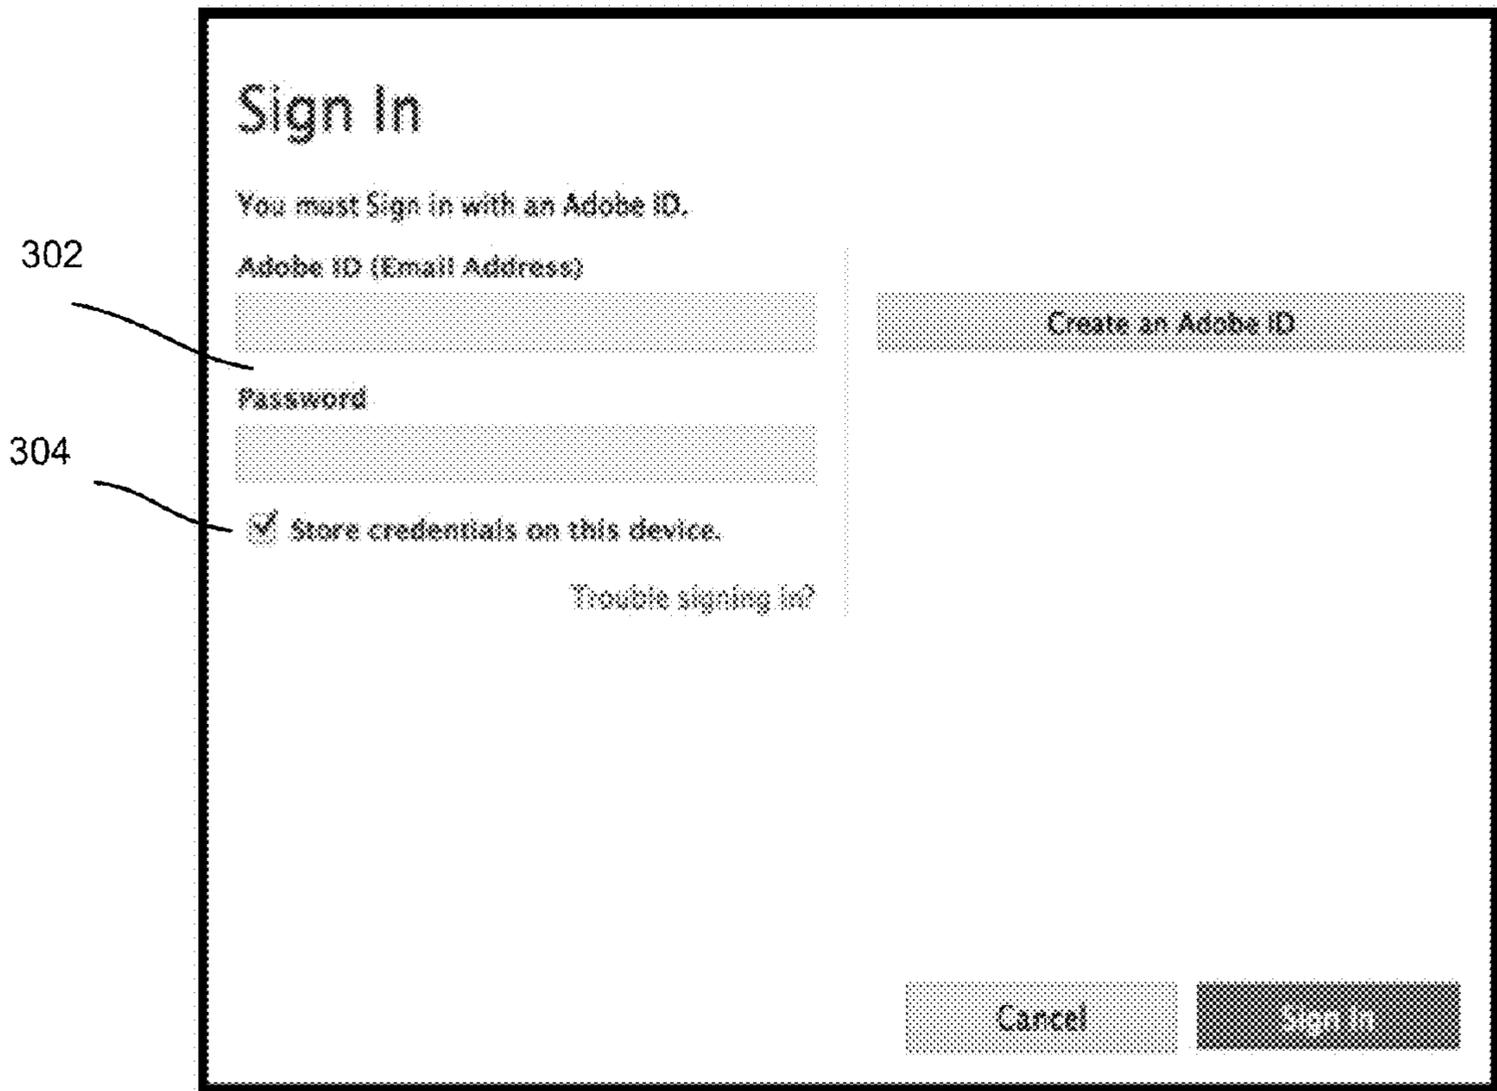 Sign In
You must Sign in with an Adobe ID.
302
Adobe ID (Email Address)
Create an Adobe ID
Password
304
Store credentials on this device.
Trouble signing in?
Cancel
Sign In